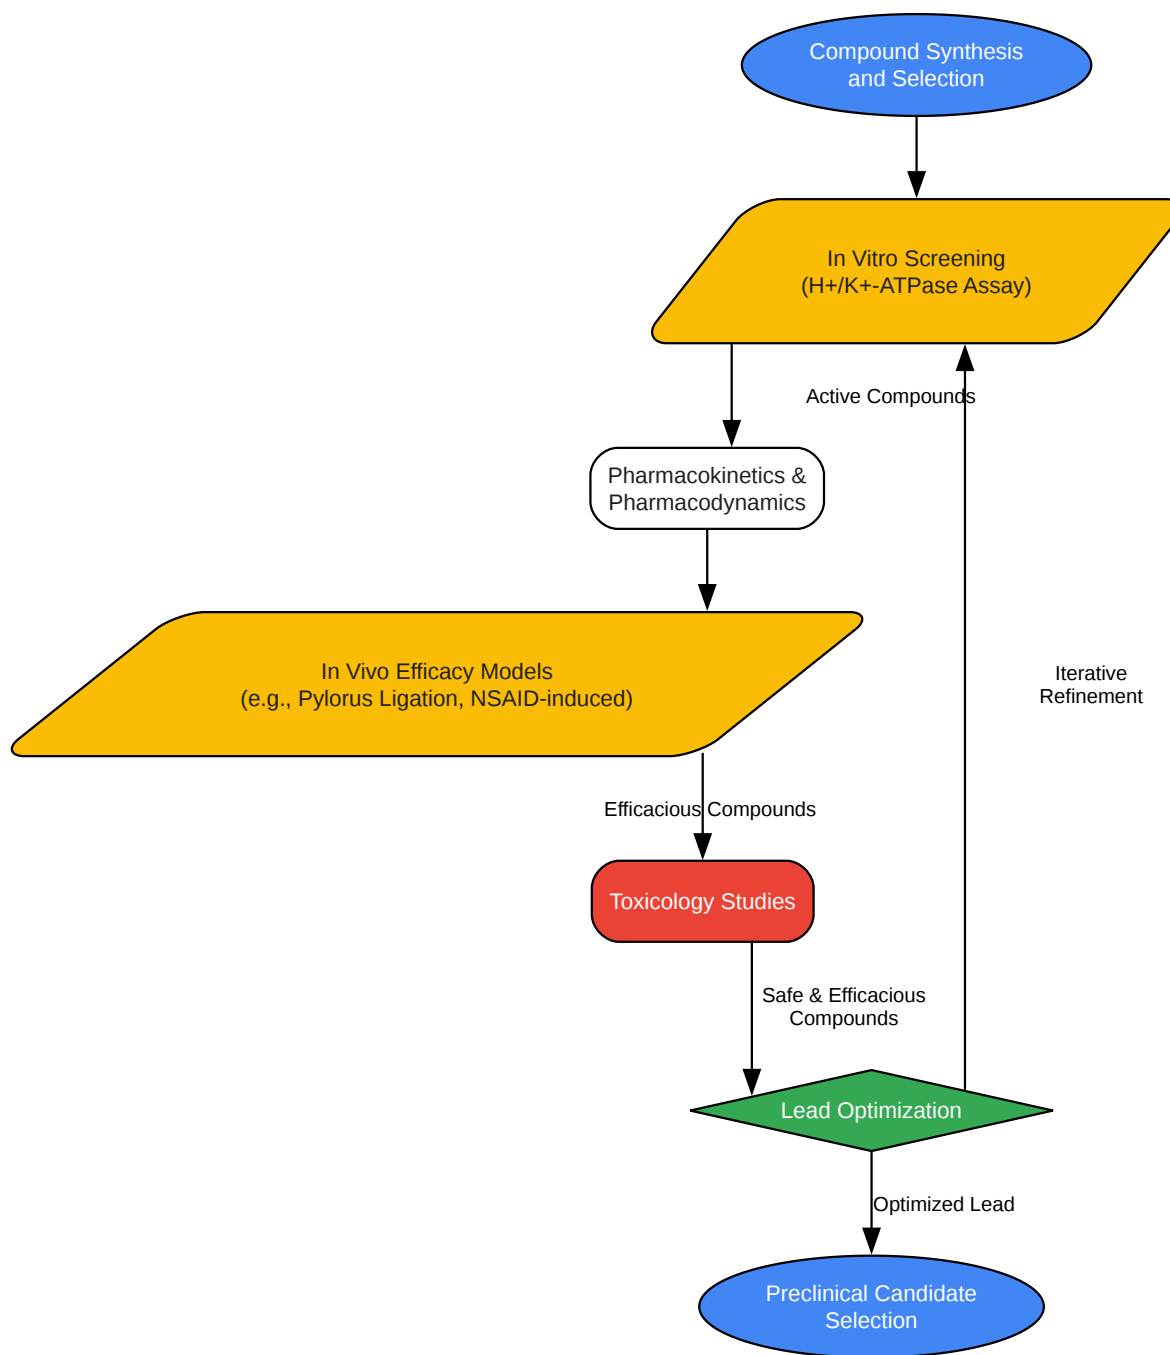 Compound Synthesis
and Selection
In Vitro Screening
(H+/K+-ATPase Assay)
Active Compounds
Pharmacokinetics &
Pharmacodynamics
In Vivo Efficacy Models
(e.g., Pylorus Ligation, NSAID-induced)
Iterative
Refinement
Efficacious Compounds
Toxicology Studies
Safe & Efficacious
Compounds
Lead Optimization
Optimized Lead
Preclinical Candidate
Selection